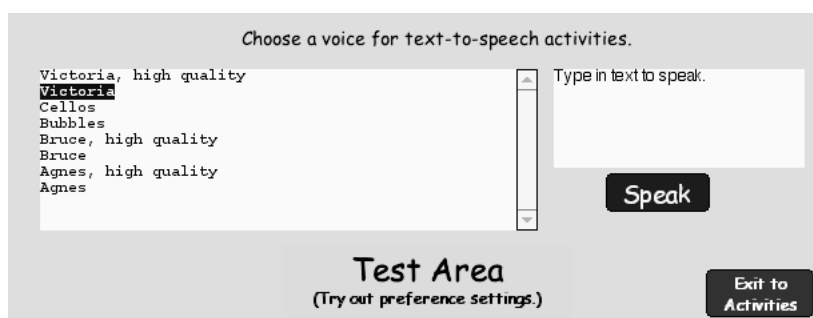 Choose a voice for text-to-speech activities.
Victoria, high quality
Victoria
Cellos
Bubbles
Bruce, high quality
Bruce
Agnes, high quality
Agnes
Type in text to speak.
Speak
Test Area
(Try out preference settings.)
Exit to
Activities